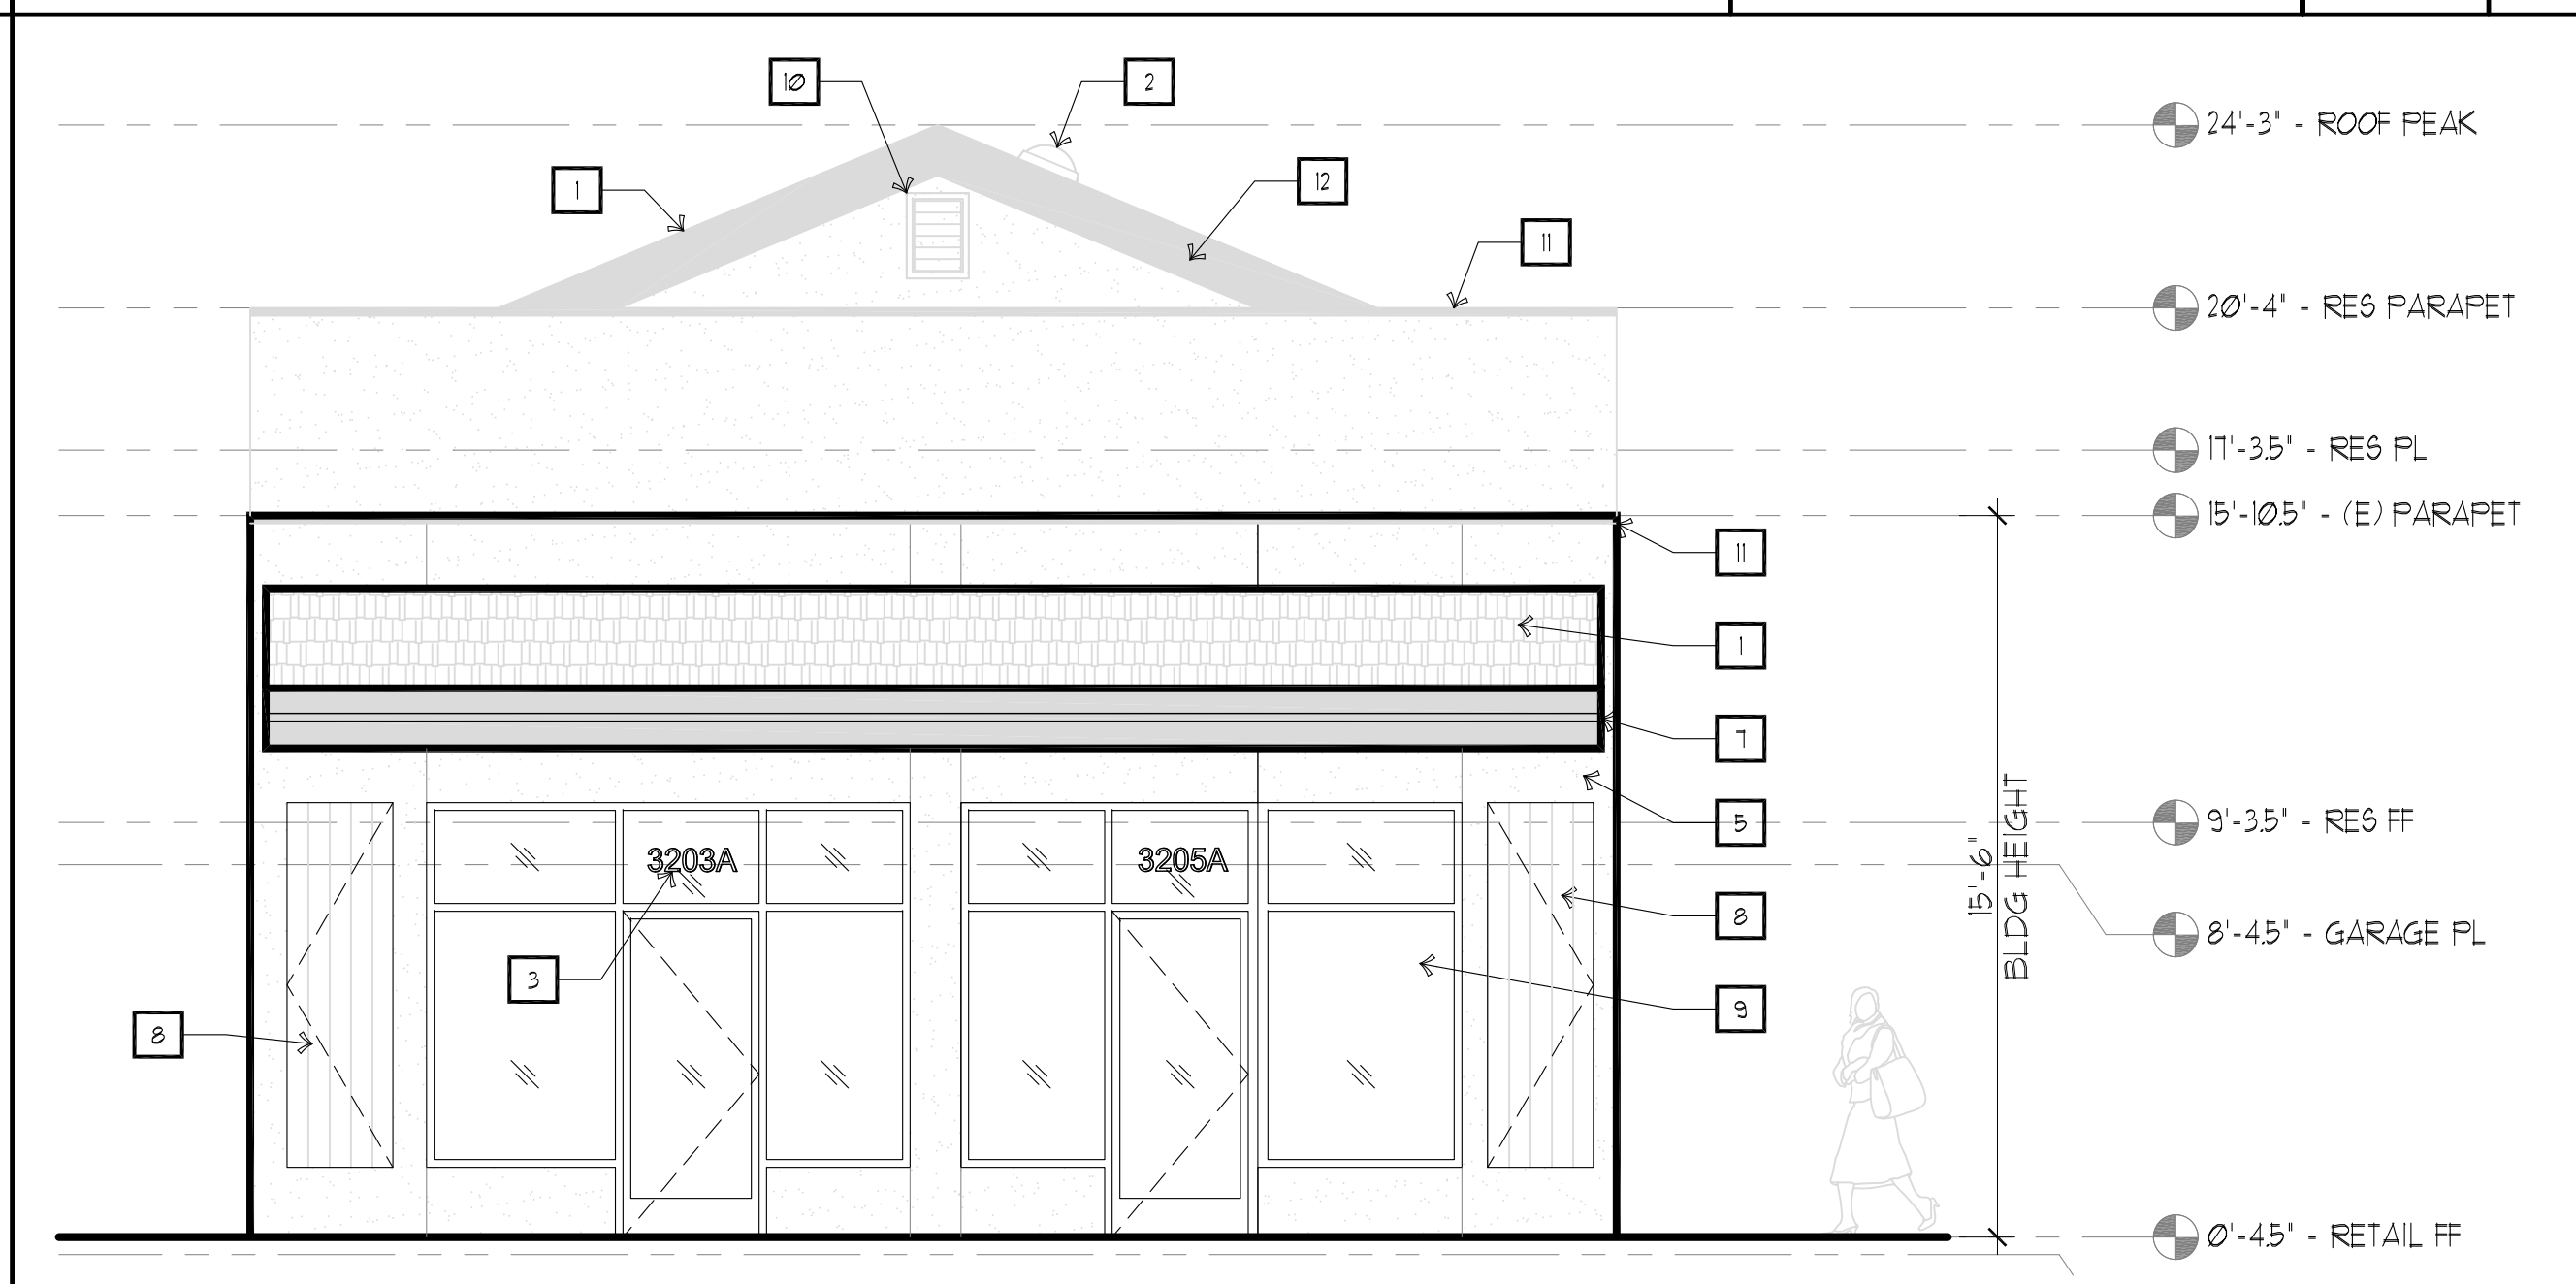 10
2
24'-3" - ROOF PEAK
1
12
11
20'-4" - RES PARAPET
17'-3.5" - RES PL
15'-10.5" - (E) PARAPET
11
1
7
5
9'-3.5" - RES FF
3203A
3205A
15'-6"
BLDG HEIGHT
8
8'-4.5" - GARAGE PL
3
9
8
0'-4.5" - RETAIL FF